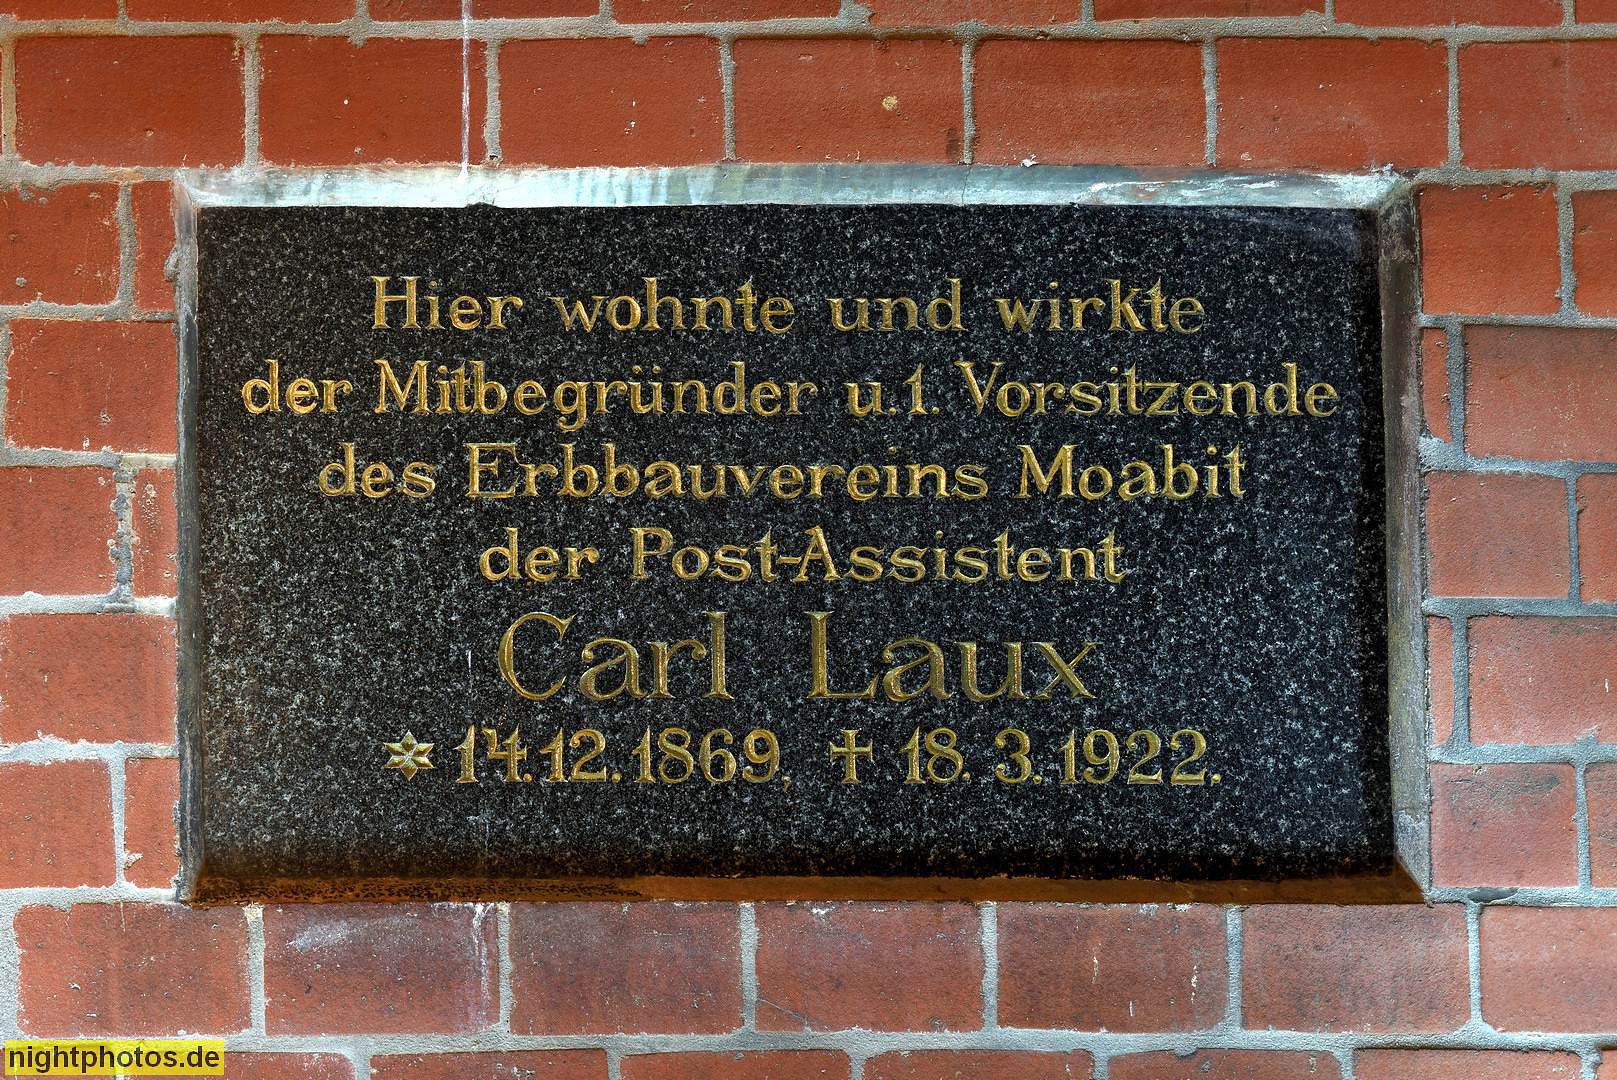 Hier wohnte und wirkte
der Mitbegründer u. 1. Vorsitzende
des Erbbauvereins Moabit
der Post-Assistent
Carl Laux
✡ 14.12.1869, ✝ 18. 3. 1922.
nightphotos.de